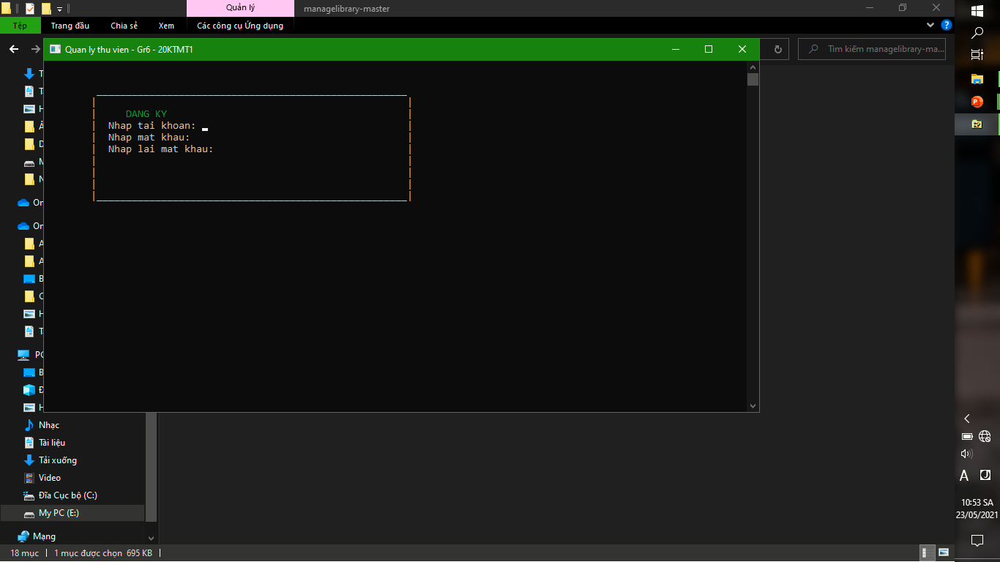 Quản lý
managelibrary-master
Tệp
Trang đầu
Chia sẻ
Xem
Các công cụ Ứng dụng
Quan ly thu vien - Gr6 - 20KTMT1
Tìm kiếm managelibrary-ma...
DANG KY
Nhap tai khoan:
Nhap mat khau:
Nhap lai mat khau:
Nhạc
Tài liệu
Tải xuống
Video
Đĩa Cục bộ (C:)
My PC (E:)
Mạng
18 mục
1 mục được chọn 695 KB
A
10:53 SA
23/05/2021